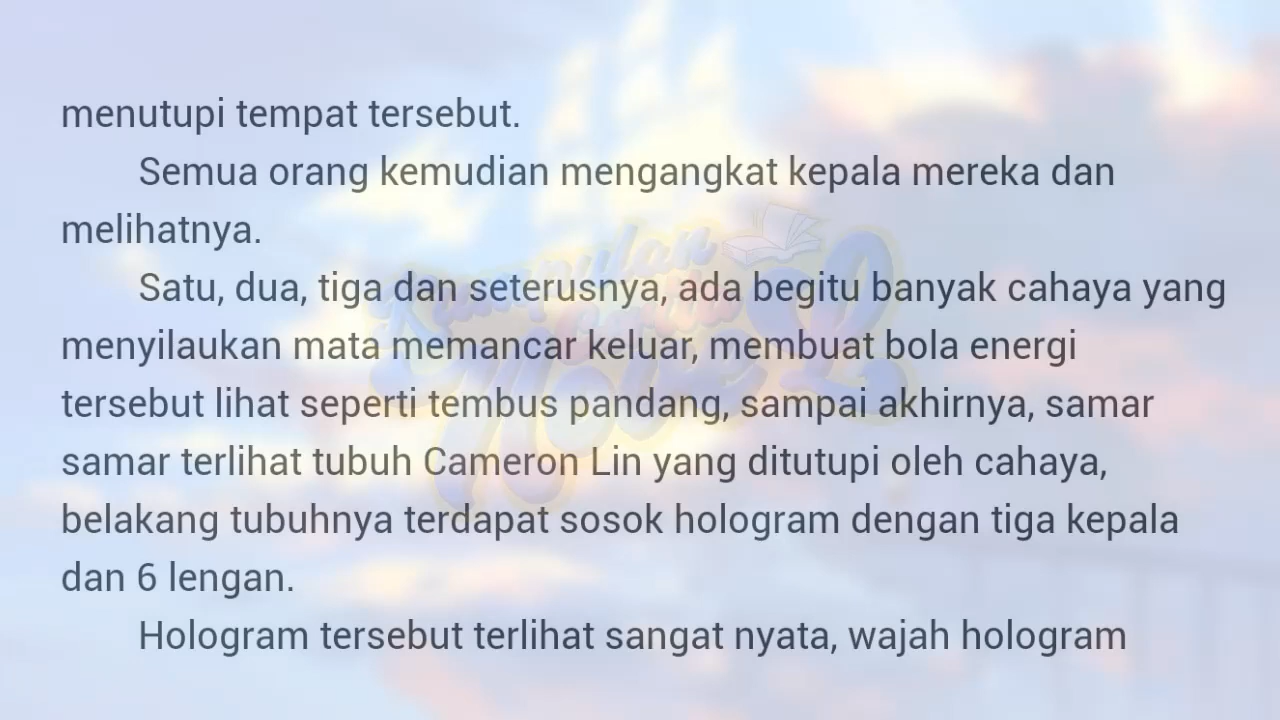 menutupi tempat tersebut.
Semua orang kemudian mengangkat kepala mereka dan
melihatnya.
Satu, dua, tiga dan seterusnya, ada begitu banyak cahaya yang
menyilaukan mata memancar keluar, membuat bola energi
tersebut lihat seperti tembus pandang, sampai akhirnya, samar
samar terlihat tubuh Cameron Lin yang ditutupi oleh cahaya,
belakang tubuhnya terdapat sosok hologram dengan tiga kepala
dan 6 lengan.
Hologram tersebut terlihat sangat nyata, wajah hologram